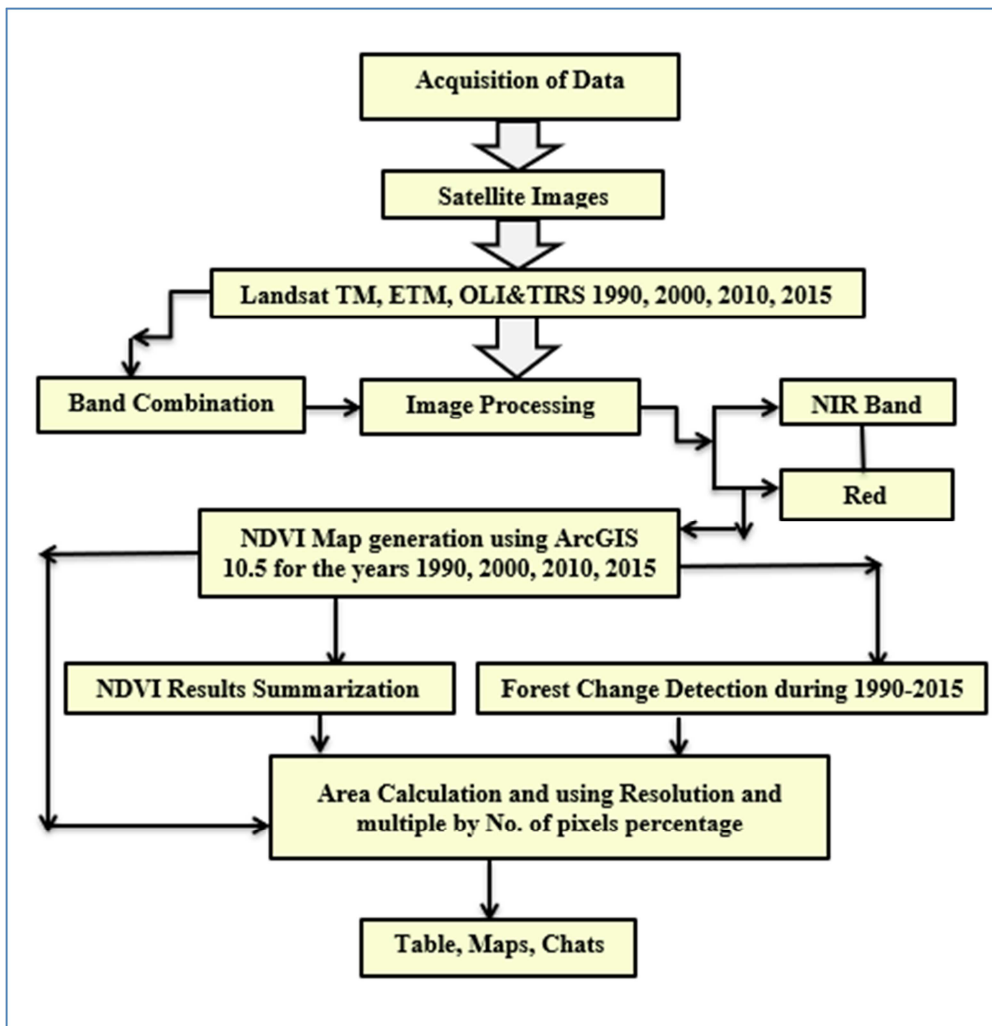 Acquisition of Data
Satellite Images
Landsat TM, ETM, OLI&TIRS 1990, 2000, 2010, 2015
Band Combination
Image Processing
NIR Band
Red
NDVI Map generation using ArcGIS
10.5 for the years 1990, 2000, 2010, 2015
NDVI Results Summarization
Forest Change Detection during 1990-2015
Area Calculation and using Resolution and
multiple by No. of pixels percentage
Table, Maps, Chats